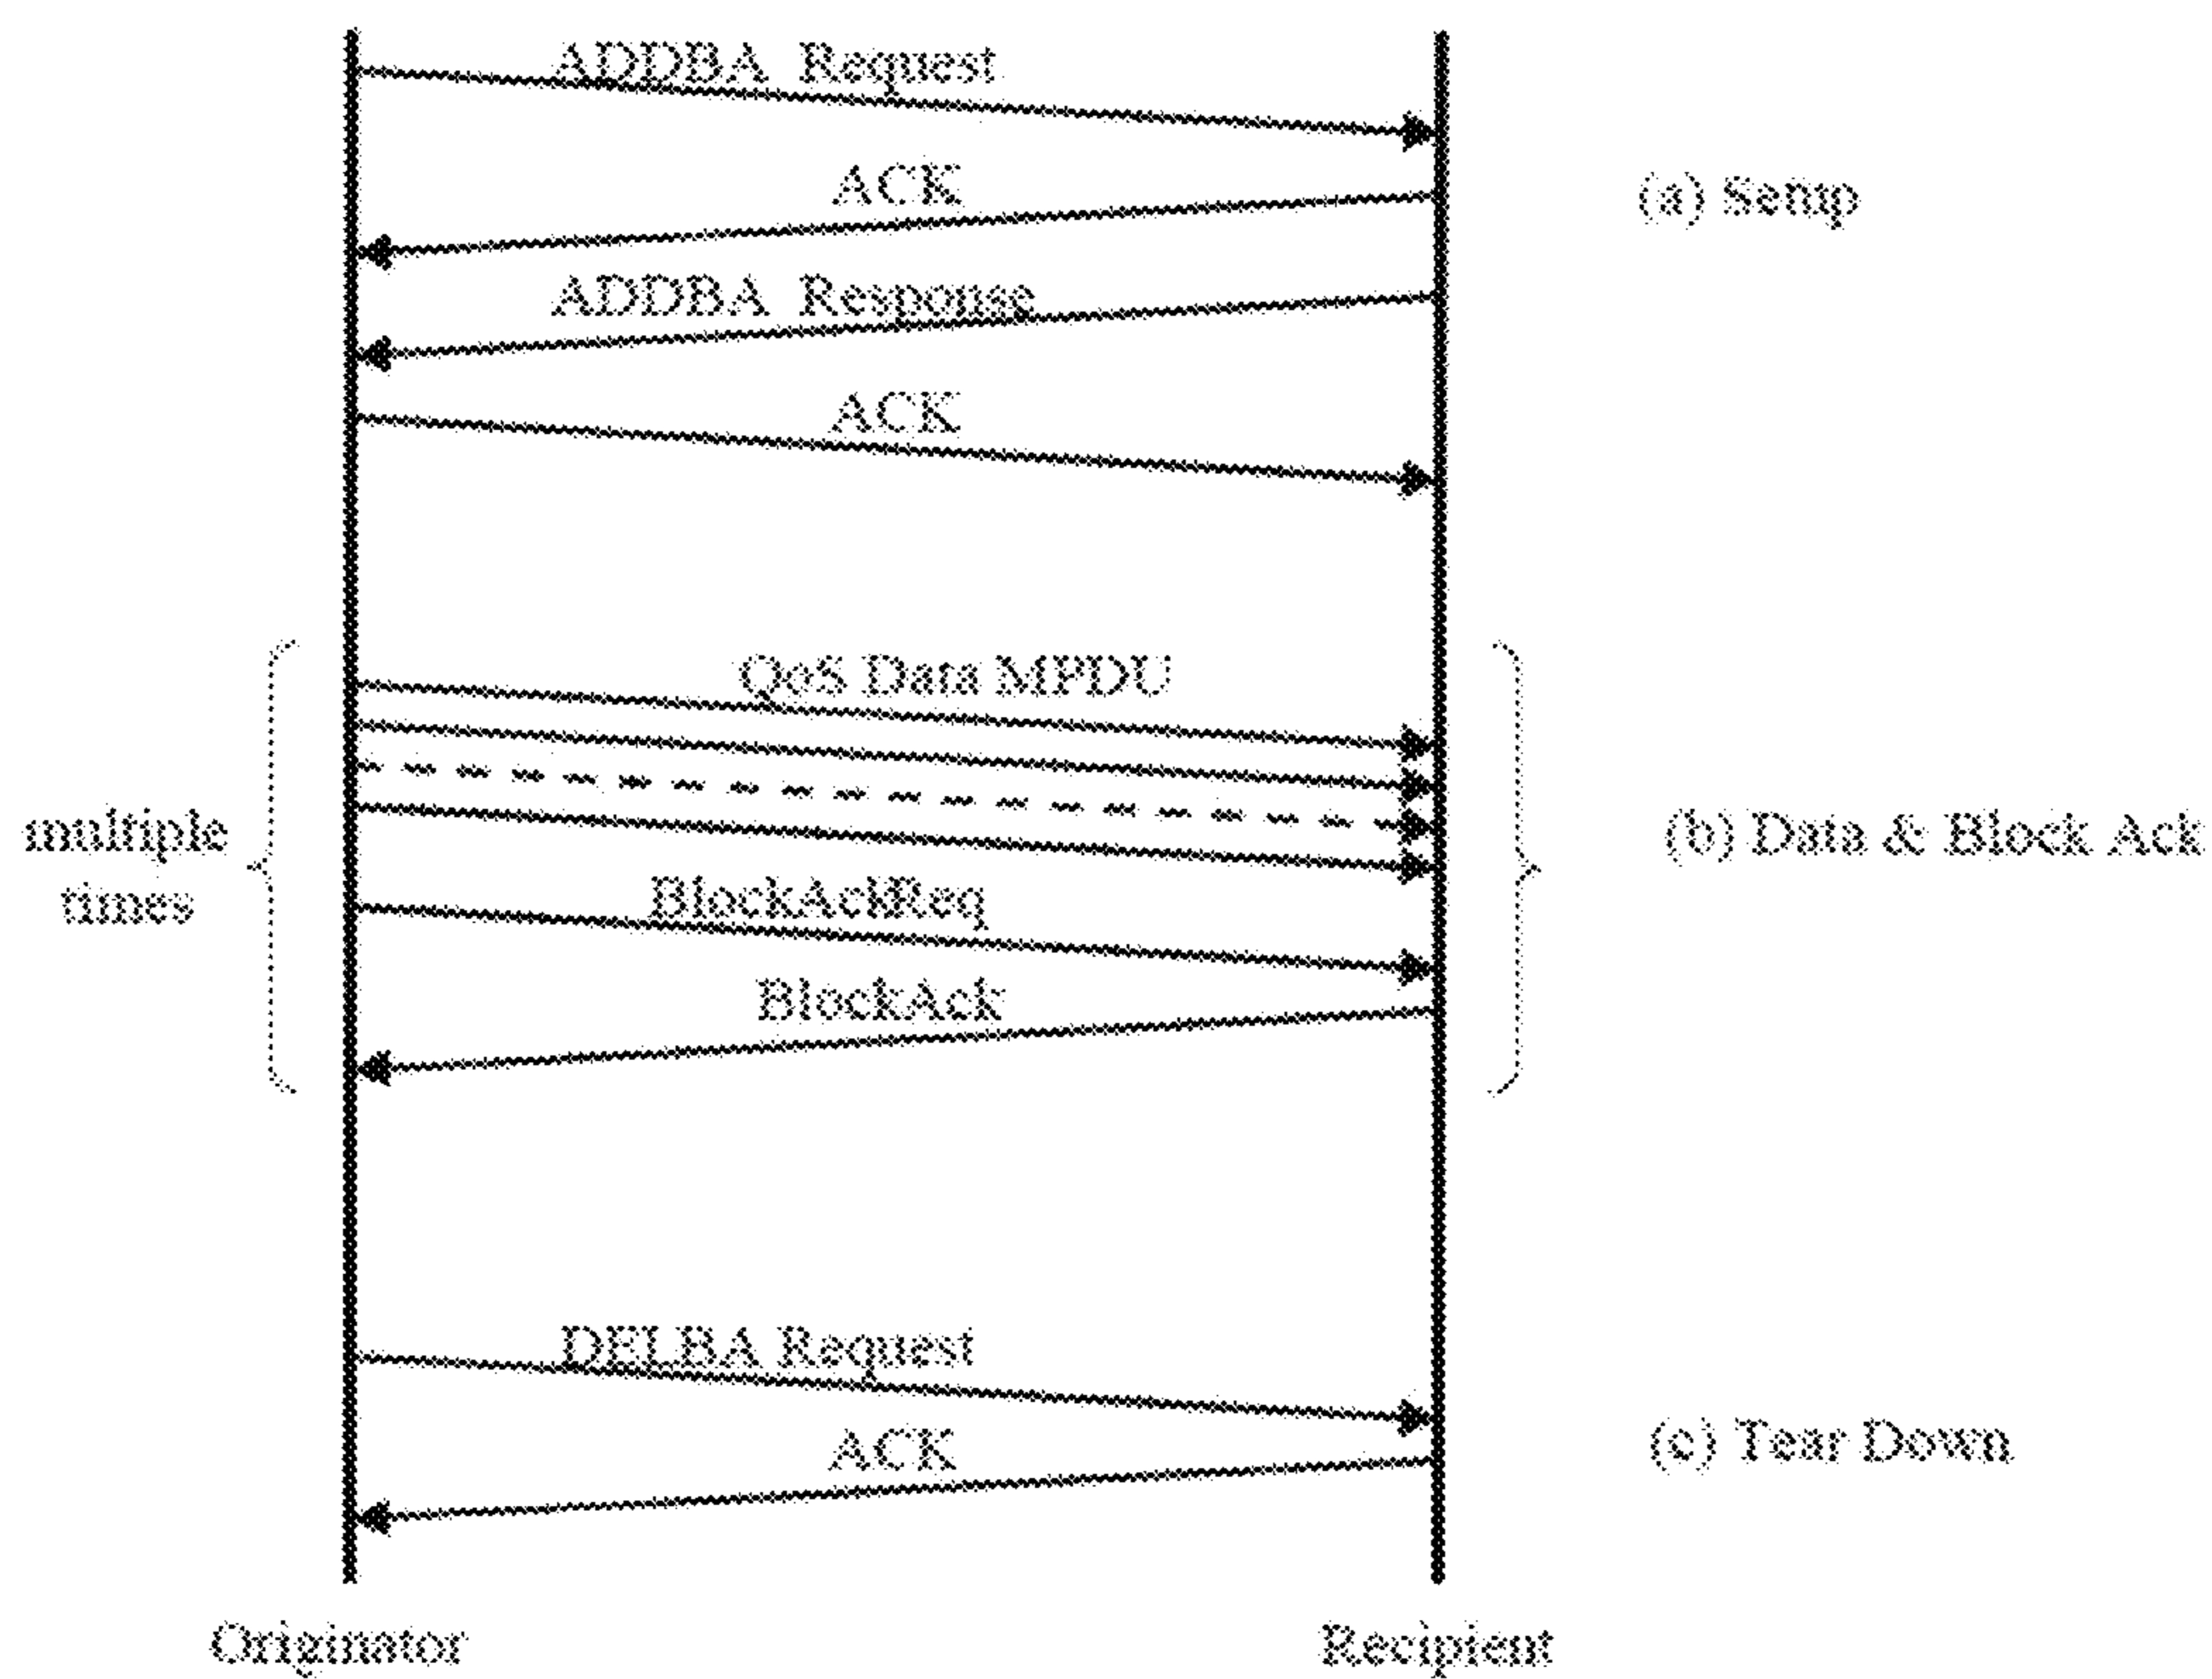 ADDBA Request
ACK
(a) Setup
ADDBA Response
ACK
QoS Data MPDU
multiple
times
(b) Data & Block Ack
BlockAckReq
BlockAck
DELBA Request
ACK
(c) Tear Down
Originator
Recipient